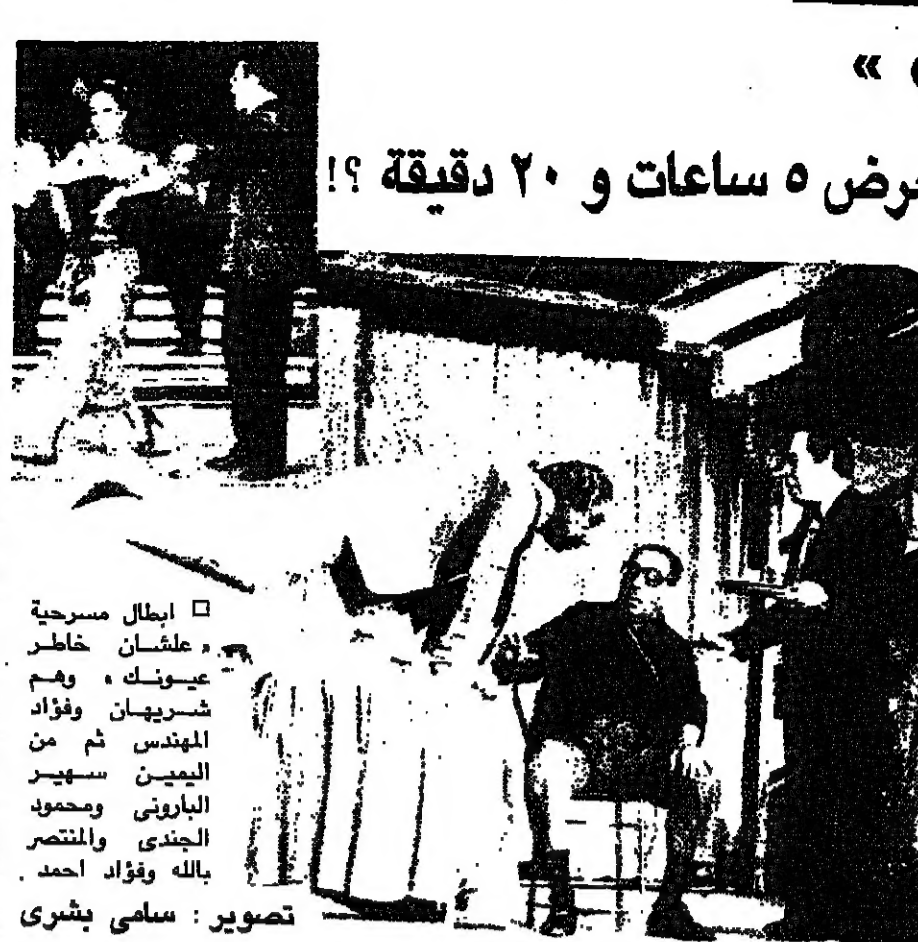 »
عرض ٥ ساعات و ٢٠ دقيقة ؟!
□ ابطال مسرحية
« علشان خاطر
عيونك » وهم
شريهان وفؤاد
المهندس ثم من
اليمين سهير
البارونى ومحمود
الجندى والمنتصر
بالله وفؤاد احمد .
تصوير : سامى بشرى